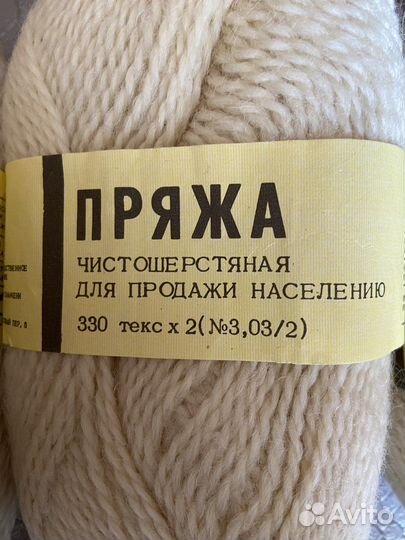 ПРЯЖА
ЧИСТОШЕРСТЯНАЯ
ДЛЯ ПРОДАЖИ НАСЕЛЕНИЮ
330 текс х 2(№3,03/2)
Avito